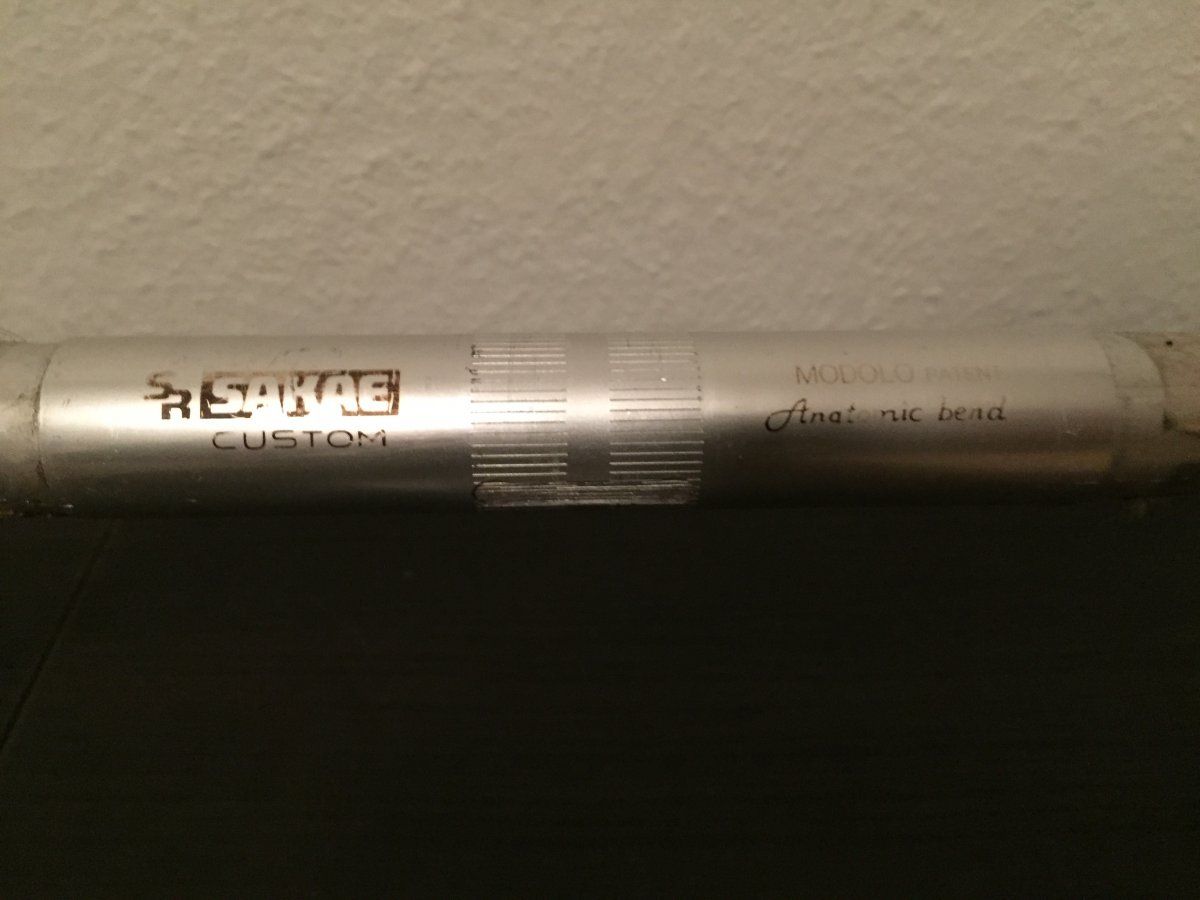 SR SAKAE
CUSTOM
MODOLO PATENT
Anatomic bend